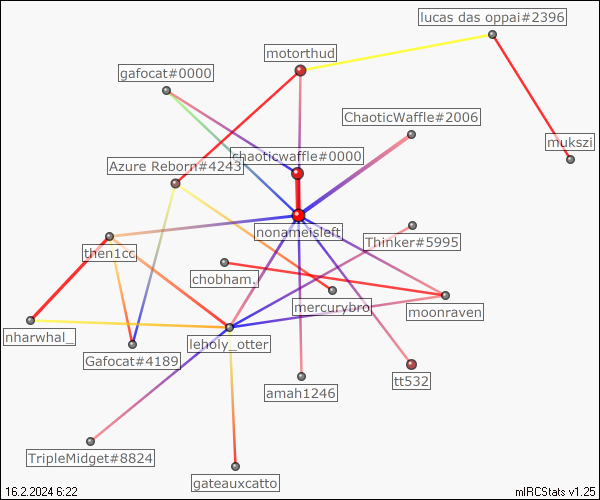 lucas das oppai#2396
motorthud
gafocat#0000
ChaoticWaffle#2006
mukszi
chaoticwaffle#0000
Azure Reborn#4243
nonameisleft
Thinker#5995
then1cc
chobham.
mercurybro
moonraven
nharwhal_
leholy_otter
Gafocat#4189
tt532
amah1246
TripleMidget#8824
gateauxcatto
16.2.2024 6:22
mIRCStats v1.25